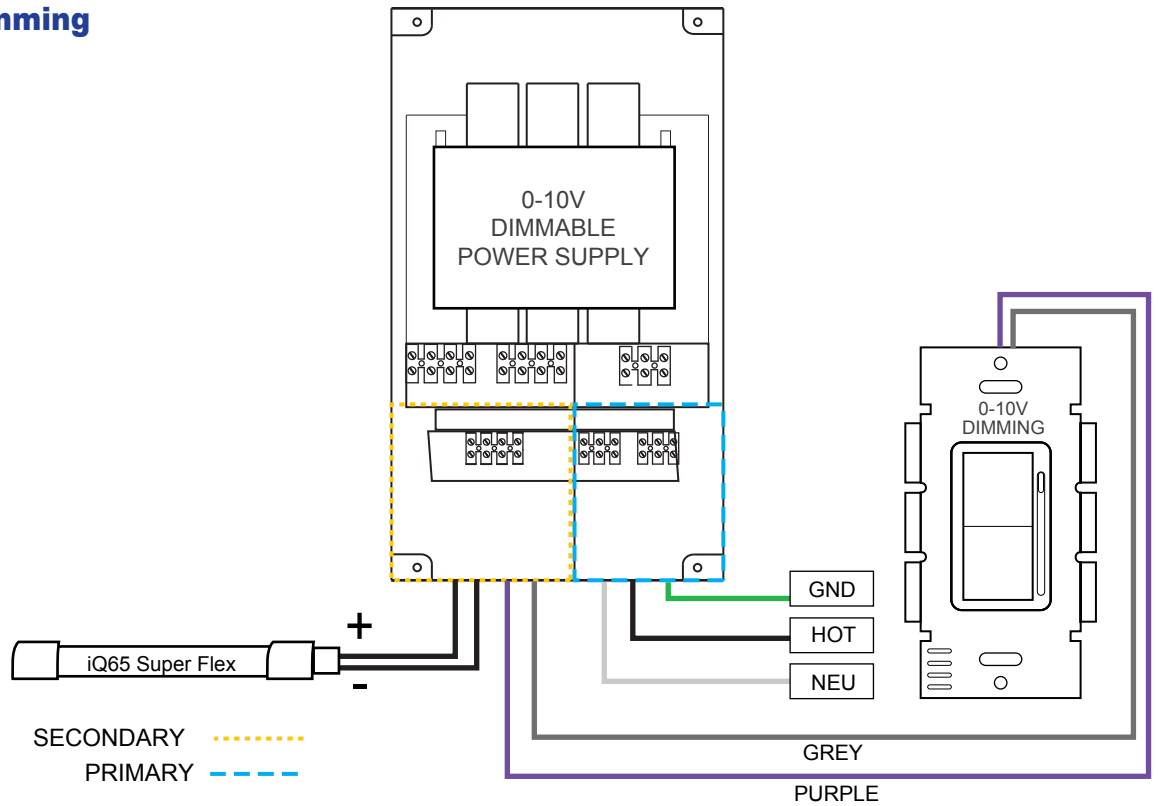 mming
0-10V
DIMMABLE
POWER SUPPLY
0-10V
DIMMING
GND
HOT
NEU
+
iQ65 Super Flex
-
SECONDARY
PRIMARY
GREY
PURPLE